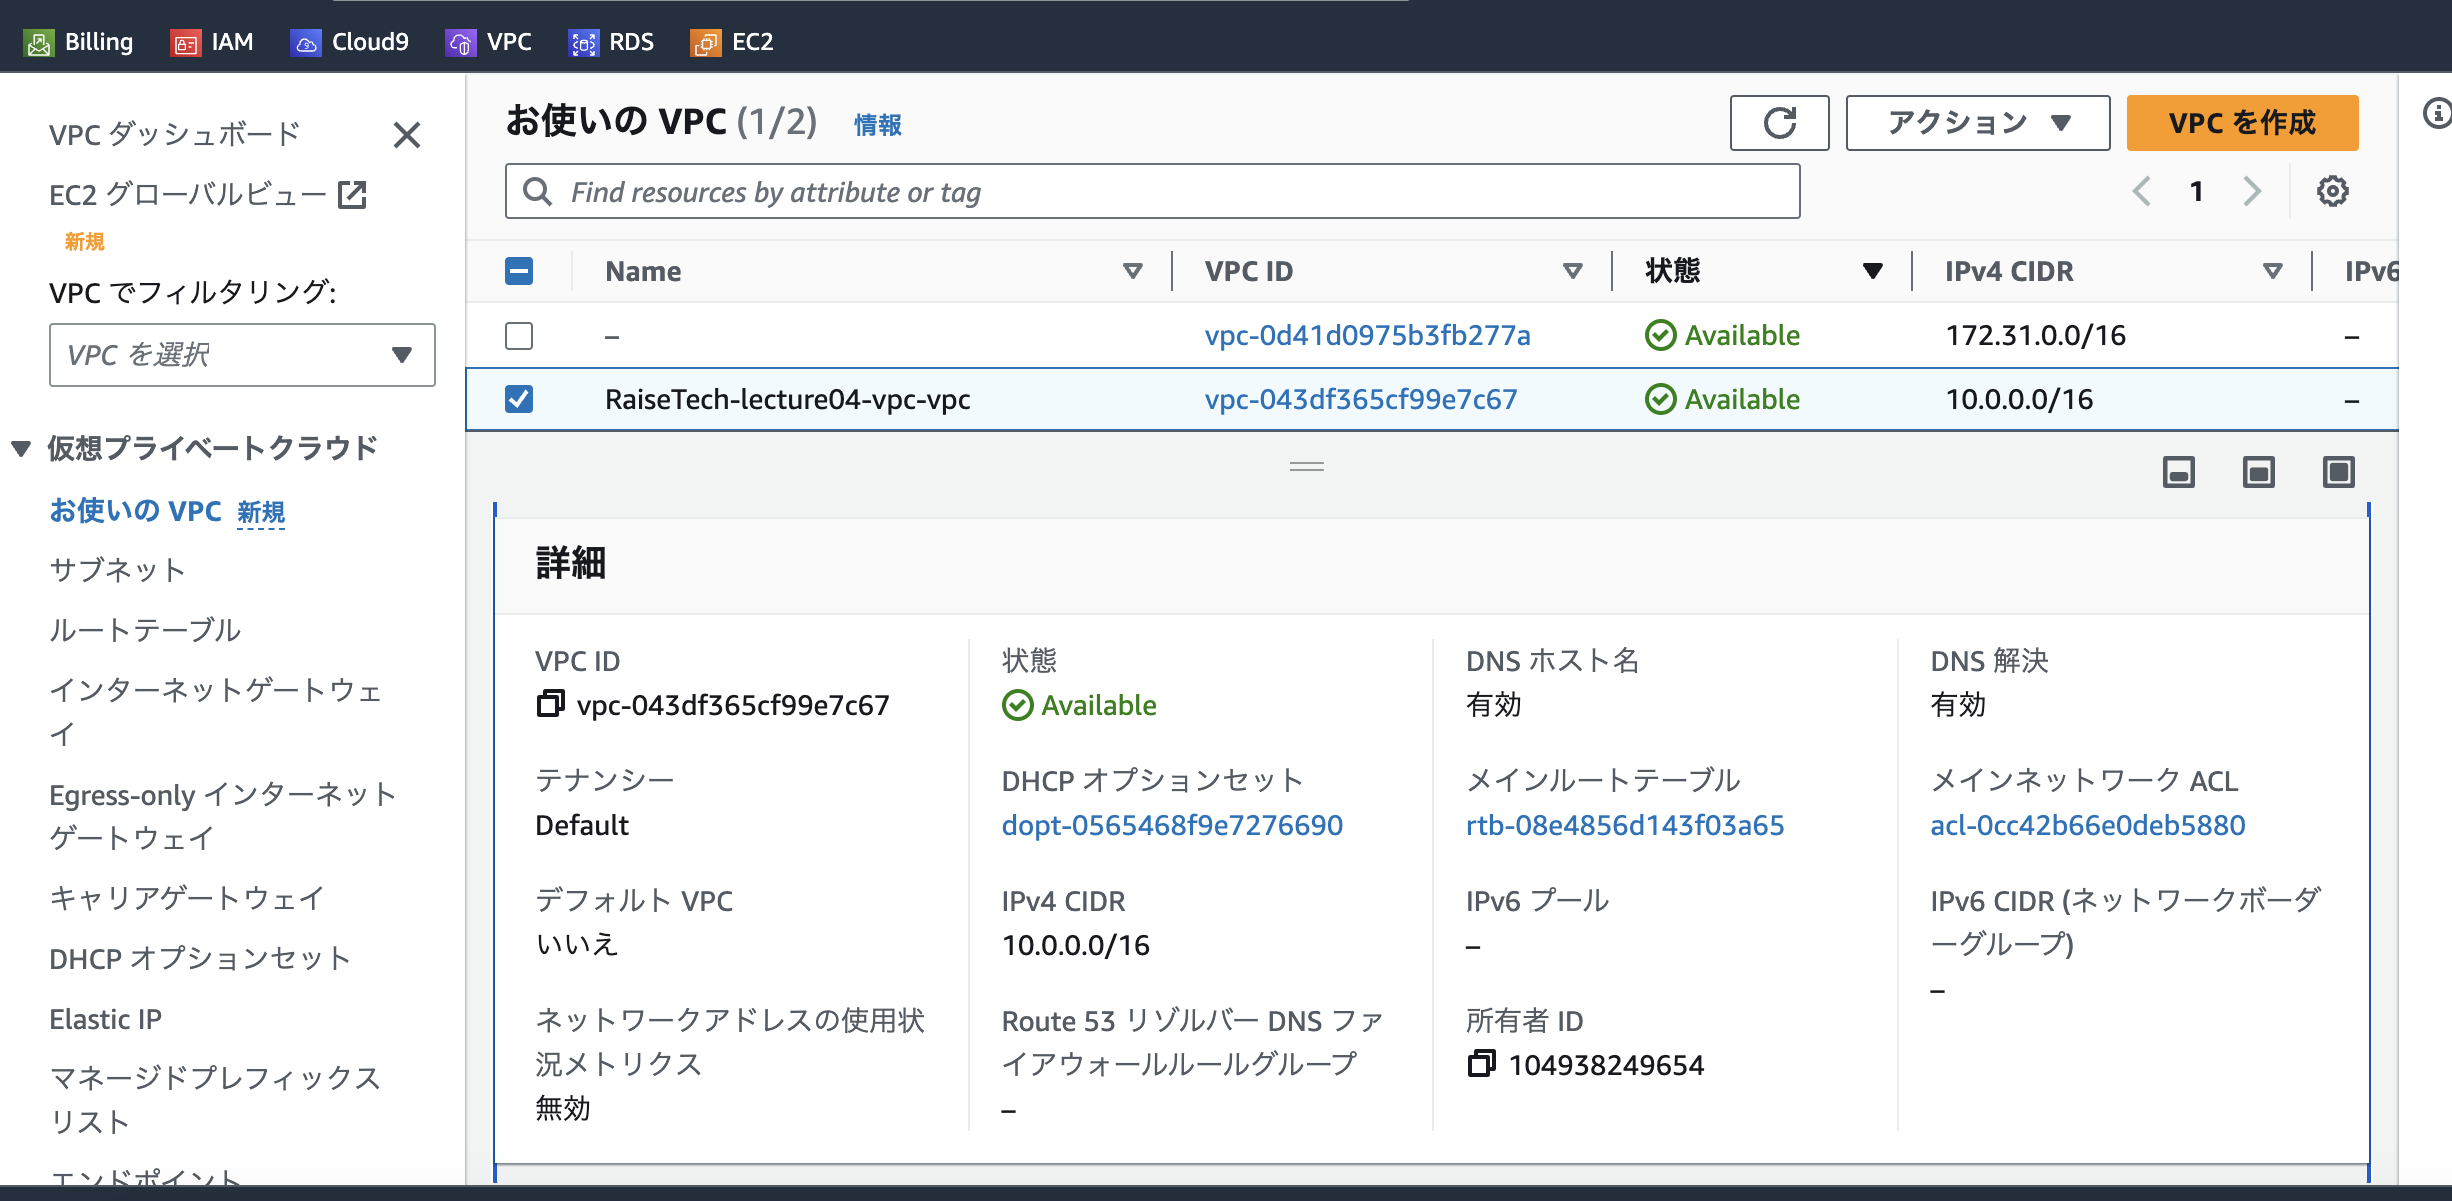 Billing IAM Cloud9 VPC RDS EC2
VPC ダッシュボード
EC2 グローバルビュー
新規
VPC でフィルタリング:
VPC を選択
仮想プライベートクラウド
お使いの VPC 新規
サブネット
ルートテーブル
インターネットゲートウェ
イ
Egress-only インターネット
ゲートウェイ
キャリアゲートウェイ
DHCP オプションセット
Elastic IP
マネージドプレフィックス
リスト
エンドポイント
お使いの VPC (1/2) 情報
アクション
VPC を作成
Find resources by attribute or tag
1
Name VPC ID 状態 IPv4 CIDR IPv6
– vpc-0d41d0975b3fb277a Available 172.31.0.0/16 –
RaiseTech-lecture04-vpc-vpc vpc-043df365cf99e7c67 Available 10.0.0.0/16 –
詳細
VPC ID
vpc-043df365cf99e7c67
状態
Available
DNS ホスト名
有効
DNS 解決
有効
テナンシー
Default
DHCP オプションセット
dopt-0565468f9e7276690
メインルートテーブル
rtb-08e4856d143f03a65
メインネットワーク ACL
acl-0cc42b66e0deb5880
デフォルト VPC
いいえ
IPv4 CIDR
10.0.0.0/16
IPv6 プール
–
IPv6 CIDR (ネットワークボーダ
ーグループ)
–
ネットワークアドレスの使用状
況メトリクス
無効
Route 53 リゾルバー DNS ファ
イアウォールルールグループ
–
所有者 ID
104938249654